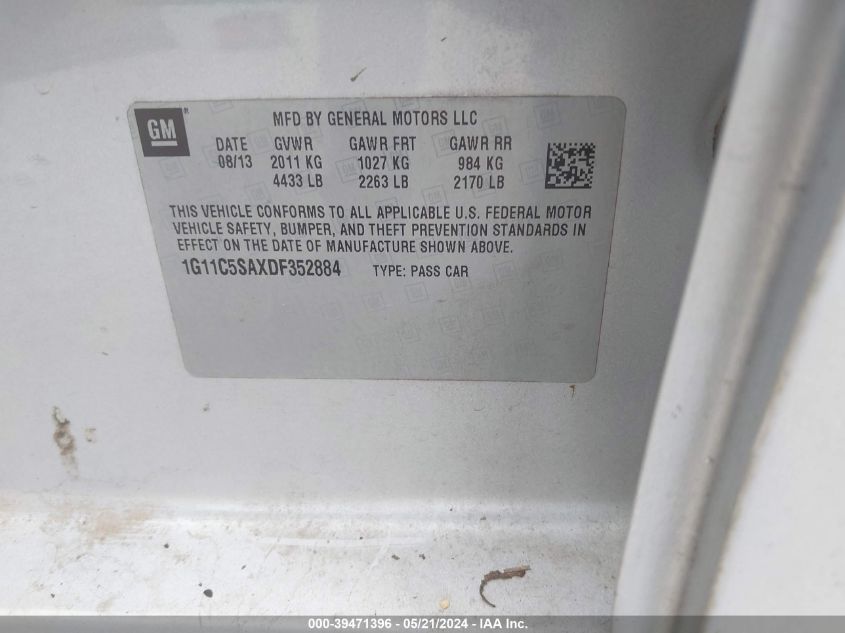 GM ®
MFD BY GENERAL MOTORS LLC
DATE GVWR GAWR FRT GAWR RR
08/13 2011 KG 1027 KG 984 KG
4433 LB 2263 LB 2170 LB
THIS VEHICLE CONFORMS TO ALL APPLICABLE U.S. FEDERAL MOTOR
VEHICLE SAFETY, BUMPER, AND THEFT PREVENTION STANDARDS IN
EFFECT ON THE DATE OF MANUFACTURE SHOWN ABOVE.
1G11C5SAXDF352884 TYPE: PASS CAR
000-39471396 - 05/21/2024 - IAA Inc.